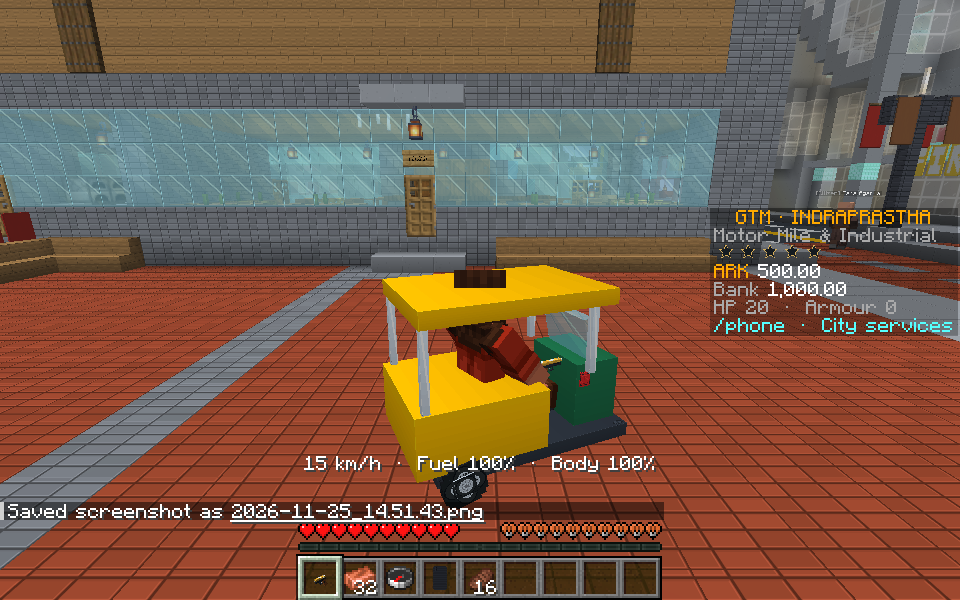 GTM · INDRAPRASTHA
Motor Mile & Industrial
ARK 500.00
Bank 1,000.00
HP 20 · Armour 0
/phone · City services
15 km/h · Fuel 100% · Body 100%
Saved screenshot as 2026-11-25_14.51.43.png
32
16